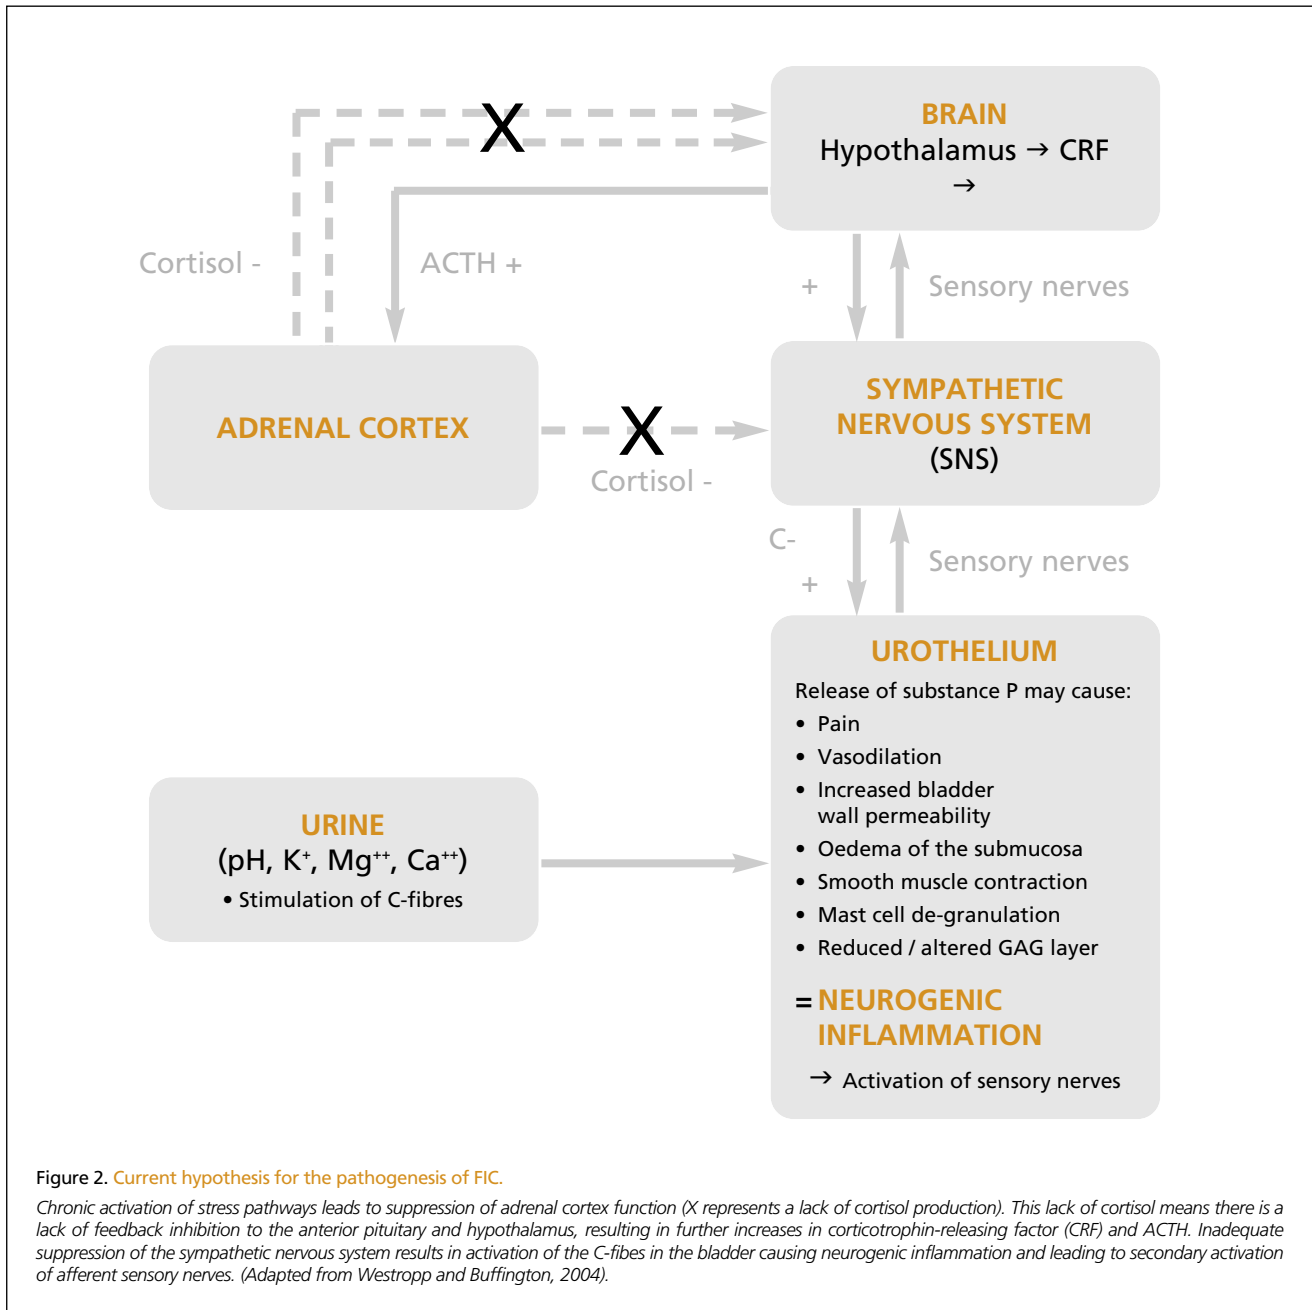 BRAIN
Hypothalamus → CRF
→
X
Cortisol -
ACTH +
+
Sensory nerves
ADRENAL CORTEX
X
Cortisol -
SYMPATHETIC
NERVOUS SYSTEM
(SNS)
C-
+
Sensory nerves
UROTHELIUM
Release of substance P may cause:
• Pain
• Vasodilation
• Increased bladder
wall permeability
• Oedema of the submucosa
• Smooth muscle contraction
• Mast cell de-granulation
• Reduced / altered GAG layer
= NEUROGENIC
INFLAMMATION
→ Activation of sensory nerves
URINE
(pH, K⁺, Mg⁺⁺, Ca⁺⁺)
• Stimulation of C-fibres
Figure 2. Current hypothesis for the pathogenesis of FIC.
Chronic activation of stress pathways leads to suppression of adrenal cortex function (X represents a lack of cortisol production). This lack of cortisol means there is a
lack of feedback inhibition to the anterior pituitary and hypothalamus, resulting in further increases in corticotrophin-releasing factor (CRF) and ACTH. Inadequate
suppression of the sympathetic nervous system results in activation of the C-fibes in the bladder causing neurogenic inflammation and leading to secondary activation
of afferent sensory nerves. (Adapted from Westropp and Buffington, 2004).